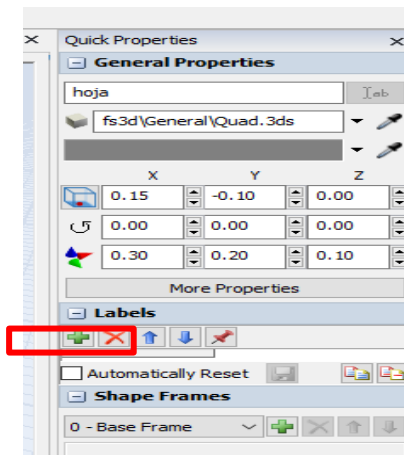 Quick Properties
General Properties
hoja
fs3d\General\Quad.3ds
X Y Z
0.15 -0.10 0.00
0.00 0.00 0.00
0.30 0.20 0.10
More Properties
Labels
Automatically Reset
Shape Frames
0 - Base Frame